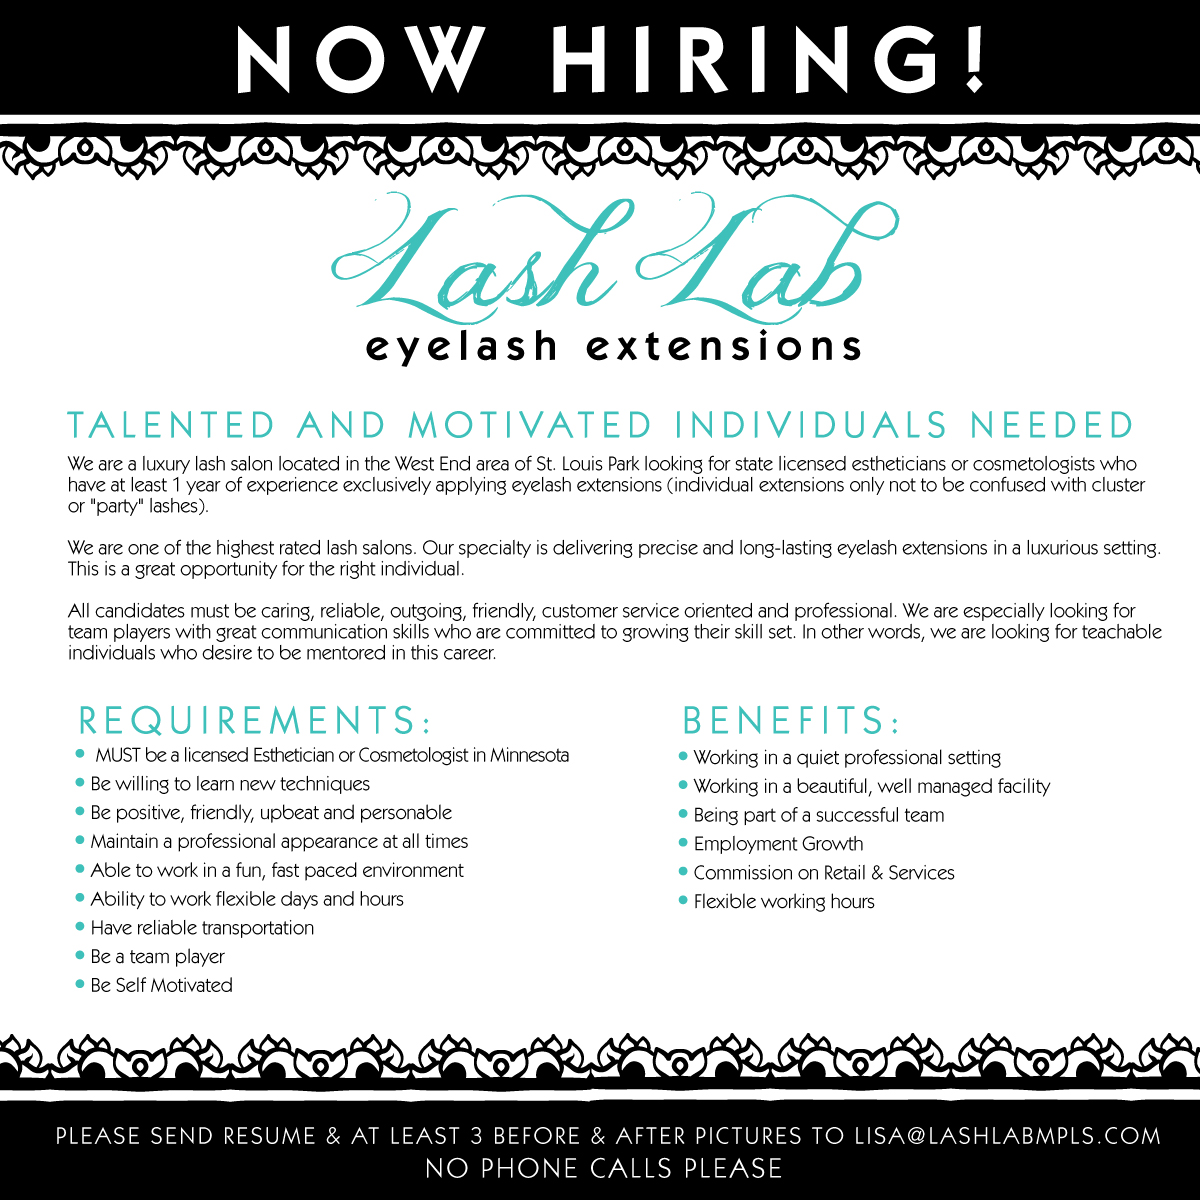 NOW HIRING!
Lash Lab
eyelash extensions
TALENTED AND MOTIVATED INDIVIDUALS NEEDED
We are a luxury lash salon located in the West End area of St. Louis Park looking for state licensed estheticians or cosmetologists who
have at least 1 year of experience exclusively applying eyelash extensions (individual extensions only not to be confused with cluster
or "party" lashes).
We are one of the highest rated lash salons. Our specialty is delivering precise and long-lasting eyelash extensions in a luxurious setting.
This is a great opportunity for the right individual.
All candidates must be caring, reliable, outgoing, friendly, customer service oriented and professional. We are especially looking for
team players with great communication skills who are committed to growing their skill set. In other words, we are looking for teachable
individuals who desire to be mentored in this career.
REQUIREMENTS:
• MUST be a licensed Esthetician or Cosmetologist in Minnesota
• Be willing to learn new techniques
• Be positive, friendly, upbeat and personable
• Maintain a professional appearance at all times
• Able to work in a fun, fast paced environment
• Ability to work flexible days and hours
• Have reliable transportation
• Be a team player
• Be Self Motivated
BENEFITS:
• Working in a quiet professional setting
• Working in a beautiful, well managed facility
• Being part of a successful team
• Employment Growth
• Commission on Retail & Services
• Flexible working hours
PLEASE SEND RESUME & AT LEAST 3 BEFORE & AFTER PICTURES TO LISA@LASHLABMPLS.COM
NO PHONE CALLS PLEASE